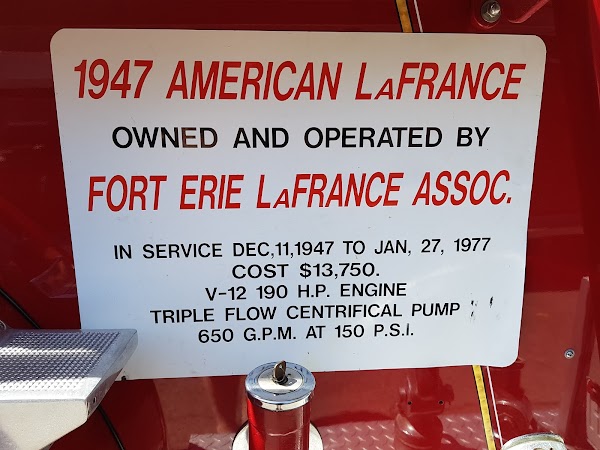 1947 AMERICAN LaFRANCE
OWNED AND OPERATED BY
FORT ERIE LaFRANCE ASSOC.
IN SERVICE DEC,11,1947 TO JAN, 27, 1977
COST $13,750.
V-12 190 H.P. ENGINE
TRIPLE FLOW CENTRIFICAL PUMP
650 G.P.M. AT 150 P.S.I.